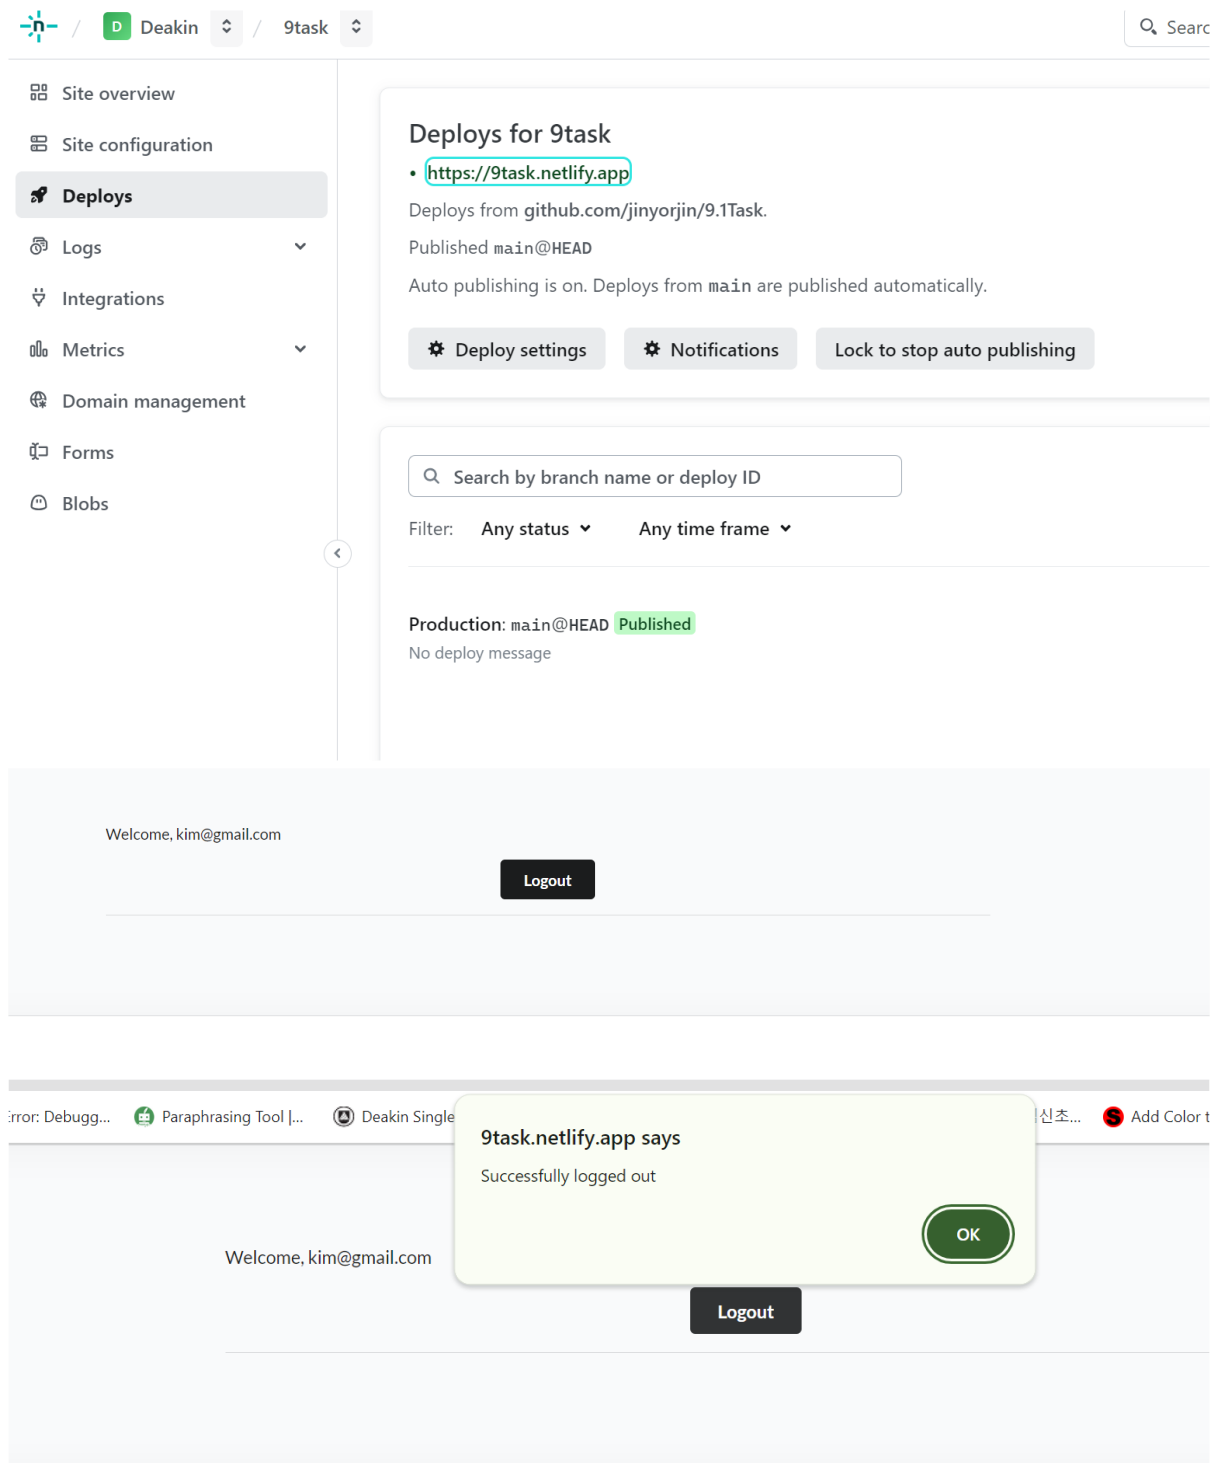 n / D Deakin / 9task
Searc
Site overview
Site configuration
Deploys
Logs
Integrations
Metrics
Domain management
Forms
Blobs
Deploys for 9task
• https://9task.netlify.app
Deploys from github.com/jinyorjin/9.1Task.
Published main@HEAD
Auto publishing is on. Deploys from main are published automatically.
Deploy settings
Notifications
Lock to stop auto publishing
Search by branch name or deploy ID
Filter: Any status Any time frame
Production: main@HEAD Published
No deploy message
Welcome, kim@gmail.com
Logout
rror: Debugg... Paraphrasing Tool |... Deakin Single 신초... S Add Color t
9task.netlify.app says
Successfully logged out
OK
Welcome, kim@gmail.com
Logout